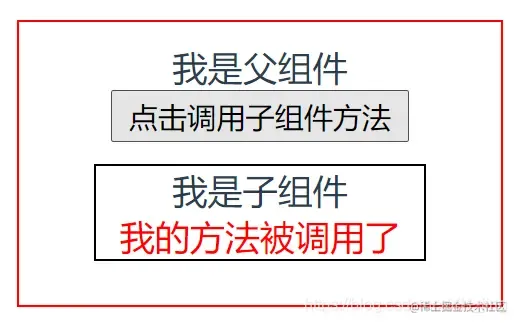 我是父组件
点击调用子组件方法
我是子组件
我的方法被调用了
@稀土掘金技术社区